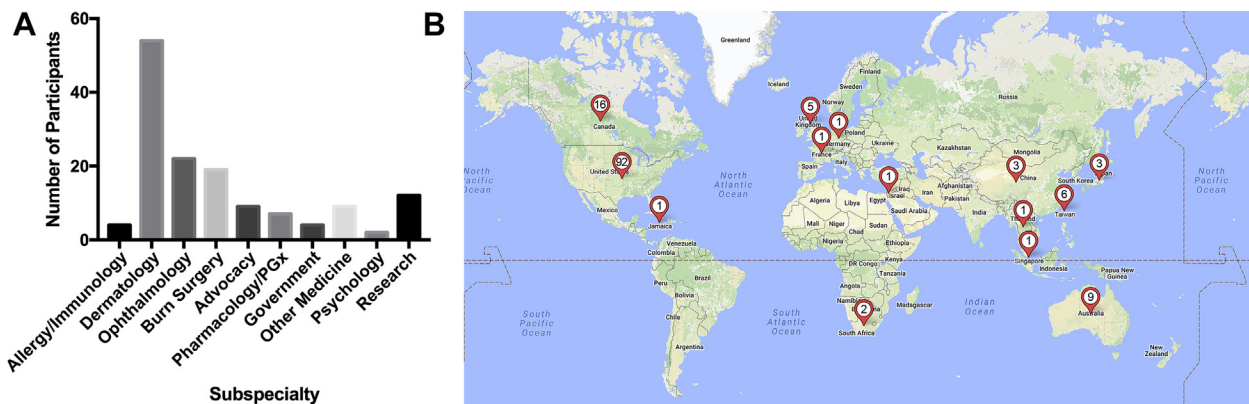 A
Number of Participants
60
40
20
0
Allergy/Immunology
Dermatology
Ophthalmology
Burn Surgery
Advocacy
Pharmacology/PGx
Government
Other Medicine
Psychology
Research
Subspecialty
B
Greenland
Iceland
Finland
Sweden
Norway
Russia
16
Canada
5
United
Kingdom
1
Poland
1
Germany
France
Ukraine
Kazakhstan
Mongolia
Italy
Spain
92
United States
3
China
3
South Korea
North
Pacific
Ocean
North
Atlantic
Ocean
North
Pacific
Ocean
1
Israel
Iraq
Iran
Afghanistan
Pakistan
Algeria
Libya
Egypt
Saudi Arabia
India
6
Taiwan
Mexico
1
Jamaica
Mali
Niger
Chad
Sudan
Nigeria
Ethiopia
1
1
Singapore
Venezuela
Colombia
DR Congo
Kenya
Tanzania
Indonesia
Papua New
Guinea
Peru
Brazil
Bolivia
Angola
Madagascar
9
Australia
2
South Africa
Chile
Argentina
South
Pacific
Ocean
South
Atlantic
Ocean
Indian
Ocean
South
Pacific
Ocean
New
Zealand